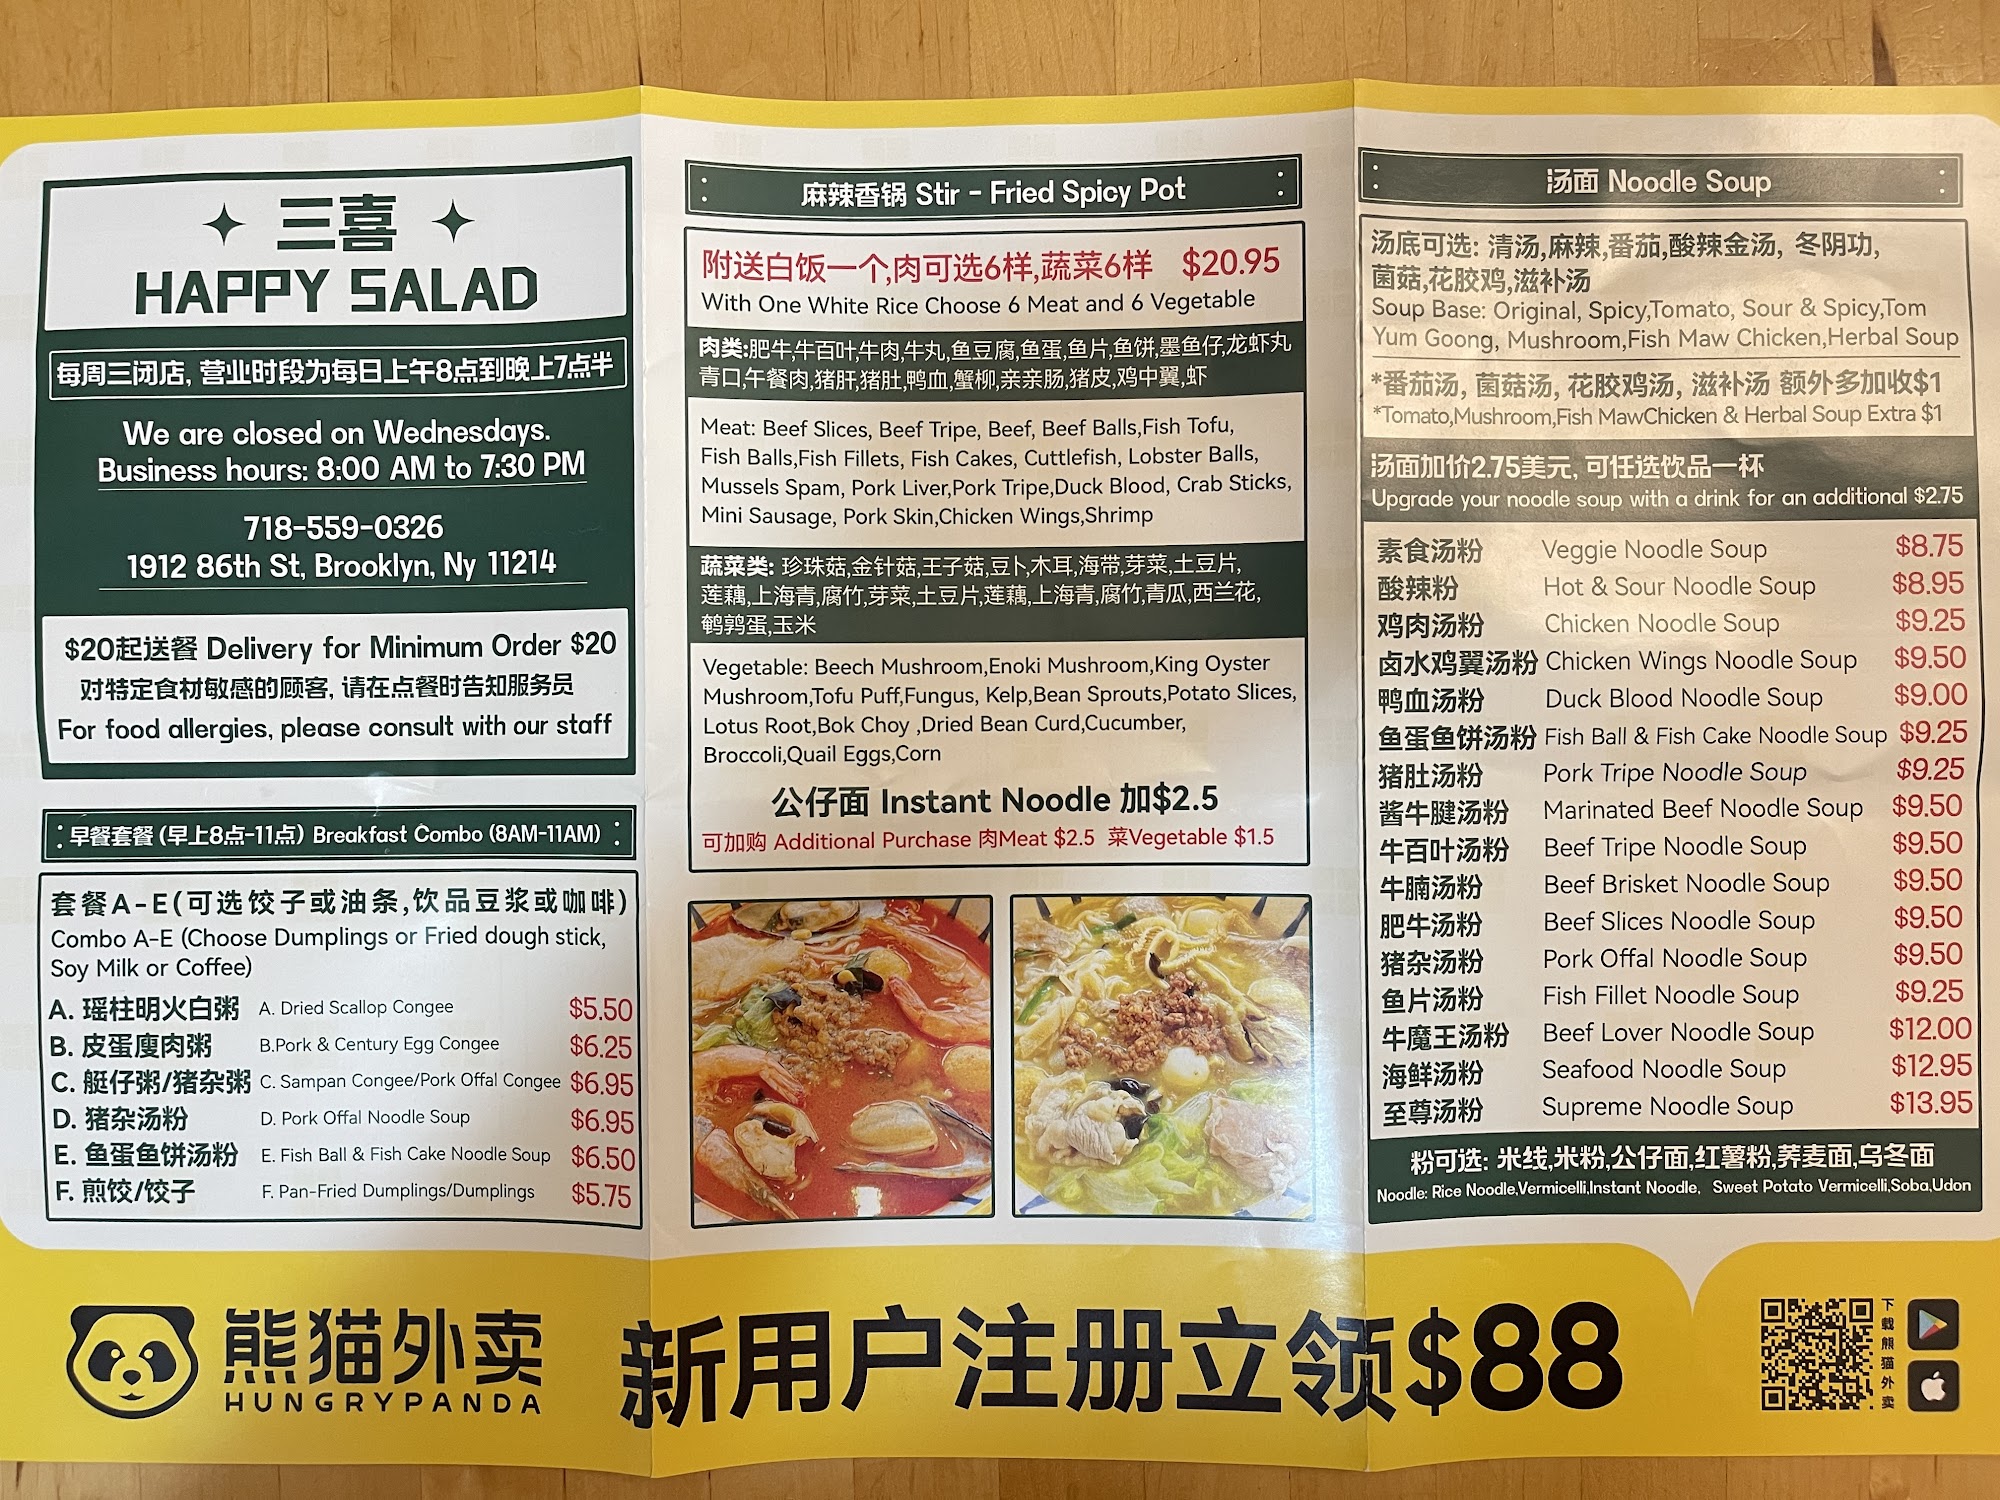 三喜
HAPPY SALAD
每周三闭店, 营业时段为每日上午8点到晚上7点半
We are closed on Wednesdays.
Business hours: 8:00 AM to 7:30 PM
718-559-0326
1912 86th St, Brooklyn, Ny 11214
$20起送餐 Delivery for Minimum Order $20
对特定食材敏感的顾客, 请在点餐时告知服务员
For food allergies, please consult with our staff
早餐套餐 (早上8点-11点) Breakfast Combo (8AM-11AM)
套餐A-E(可选饺子或油条,饮品豆浆或咖啡)
Combo A-E (Choose Dumplings or Fried dough stick,
Soy Milk or Coffee)
A. 瑶柱明火白粥 A. Dried Scallop Congee $5.50
B. 皮蛋廋肉粥 B.Pork & Century Egg Congee $6.25
C. 艇仔粥/猪杂粥 C. Sampan Congee/Pork Offal Congee $6.95
D. 猪杂汤粉 D. Pork Offal Noodle Soup $6.95
E. 鱼蛋鱼饼汤粉 E. Fish Ball & Fish Cake Noodle Soup $6.50
F. 煎饺/饺子 F. Pan-Fried Dumplings/Dumplings $5.75
麻辣香锅 Stir - Fried Spicy Pot
附送白饭一个,肉可选6样,蔬菜6样 $20.95
With One White Rice Choose 6 Meat and 6 Vegetable
肉类:肥牛,牛百叶,牛肉,牛丸,鱼豆腐,鱼蛋,鱼片,鱼饼,墨鱼仔,龙虾丸
青口,午餐肉,猪肝,猪肚,鸭血,蟹柳,亲亲肠,猪皮,鸡中翼,虾
Meat: Beef Slices, Beef Tripe, Beef, Beef Balls,Fish Tofu,
Fish Balls,Fish Fillets, Fish Cakes, Cuttlefish, Lobster Balls,
Mussels Spam, Pork Liver,Pork Tripe,Duck Blood, Crab Sticks,
Mini Sausage, Pork Skin,Chicken Wings,Shrimp
蔬菜类: 珍珠菇,金针菇,王子菇,豆卜,木耳,海带,芽菜,土豆片,
莲藕,上海青,腐竹,芽菜,土豆片,莲藕,上海青,腐竹,青瓜,西兰花,
鹌鹑蛋,玉米
Vegetable: Beech Mushroom,Enoki Mushroom,King Oyster
Mushroom,Tofu Puff,Fungus, Kelp,Bean Sprouts,Potato Slices,
Lotus Root,Bok Choy ,Dried Bean Curd,Cucumber,
Broccoli,Quail Eggs,Corn
公仔面 Instant Noodle 加$2.5
可加购 Additional Purchase 肉Meat $2.5 菜Vegetable $1.5
汤面 Noodle Soup
汤底可选: 清汤,麻辣,番茄,酸辣金汤, 冬阴功,
菌菇,花胶鸡,滋补汤
Soup Base: Original, Spicy,Tomato, Sour & Spicy,Tom
Yum Goong, Mushroom,Fish Maw Chicken,Herbal Soup
*番茄汤, 菌菇汤, 花胶鸡汤, 滋补汤 额外多加收$1
*Tomato,Mushroom,Fish MawChicken & Herbal Soup Extra $1
汤面加价2.75美元, 可任选饮品一杯
Upgrade your noodle soup with a drink for an additional $2.75
素食汤粉 Veggie Noodle Soup $8.75
酸辣粉 Hot & Sour Noodle Soup $8.95
鸡肉汤粉 Chicken Noodle Soup $9.25
卤水鸡翼汤粉 Chicken Wings Noodle Soup $9.50
鸭血汤粉 Duck Blood Noodle Soup $9.00
鱼蛋鱼饼汤粉 Fish Ball & Fish Cake Noodle Soup $9.25
猪肚汤粉 Pork Tripe Noodle Soup $9.25
酱牛腱汤粉 Marinated Beef Noodle Soup $9.50
牛百叶汤粉 Beef Tripe Noodle Soup $9.50
牛腩汤粉 Beef Brisket Noodle Soup $9.50
肥牛汤粉 Beef Slices Noodle Soup $9.50
猪杂汤粉 Pork Offal Noodle Soup $9.50
鱼片汤粉 Fish Fillet Noodle Soup $9.25
牛魔王汤粉 Beef Lover Noodle Soup $12.00
海鲜汤粉 Seafood Noodle Soup $12.95
至尊汤粉 Supreme Noodle Soup $13.95
粉可选: 米线,米粉,公仔面,红薯粉,荞麦面,乌冬面
Noodle: Rice Noodle,Vermicelli,Instant Noodle, Sweet Potato Vermicelli,Soba,Udon
熊猫外卖
HUNGRYPANDA
新用户注册立领$88
下载熊猫外卖